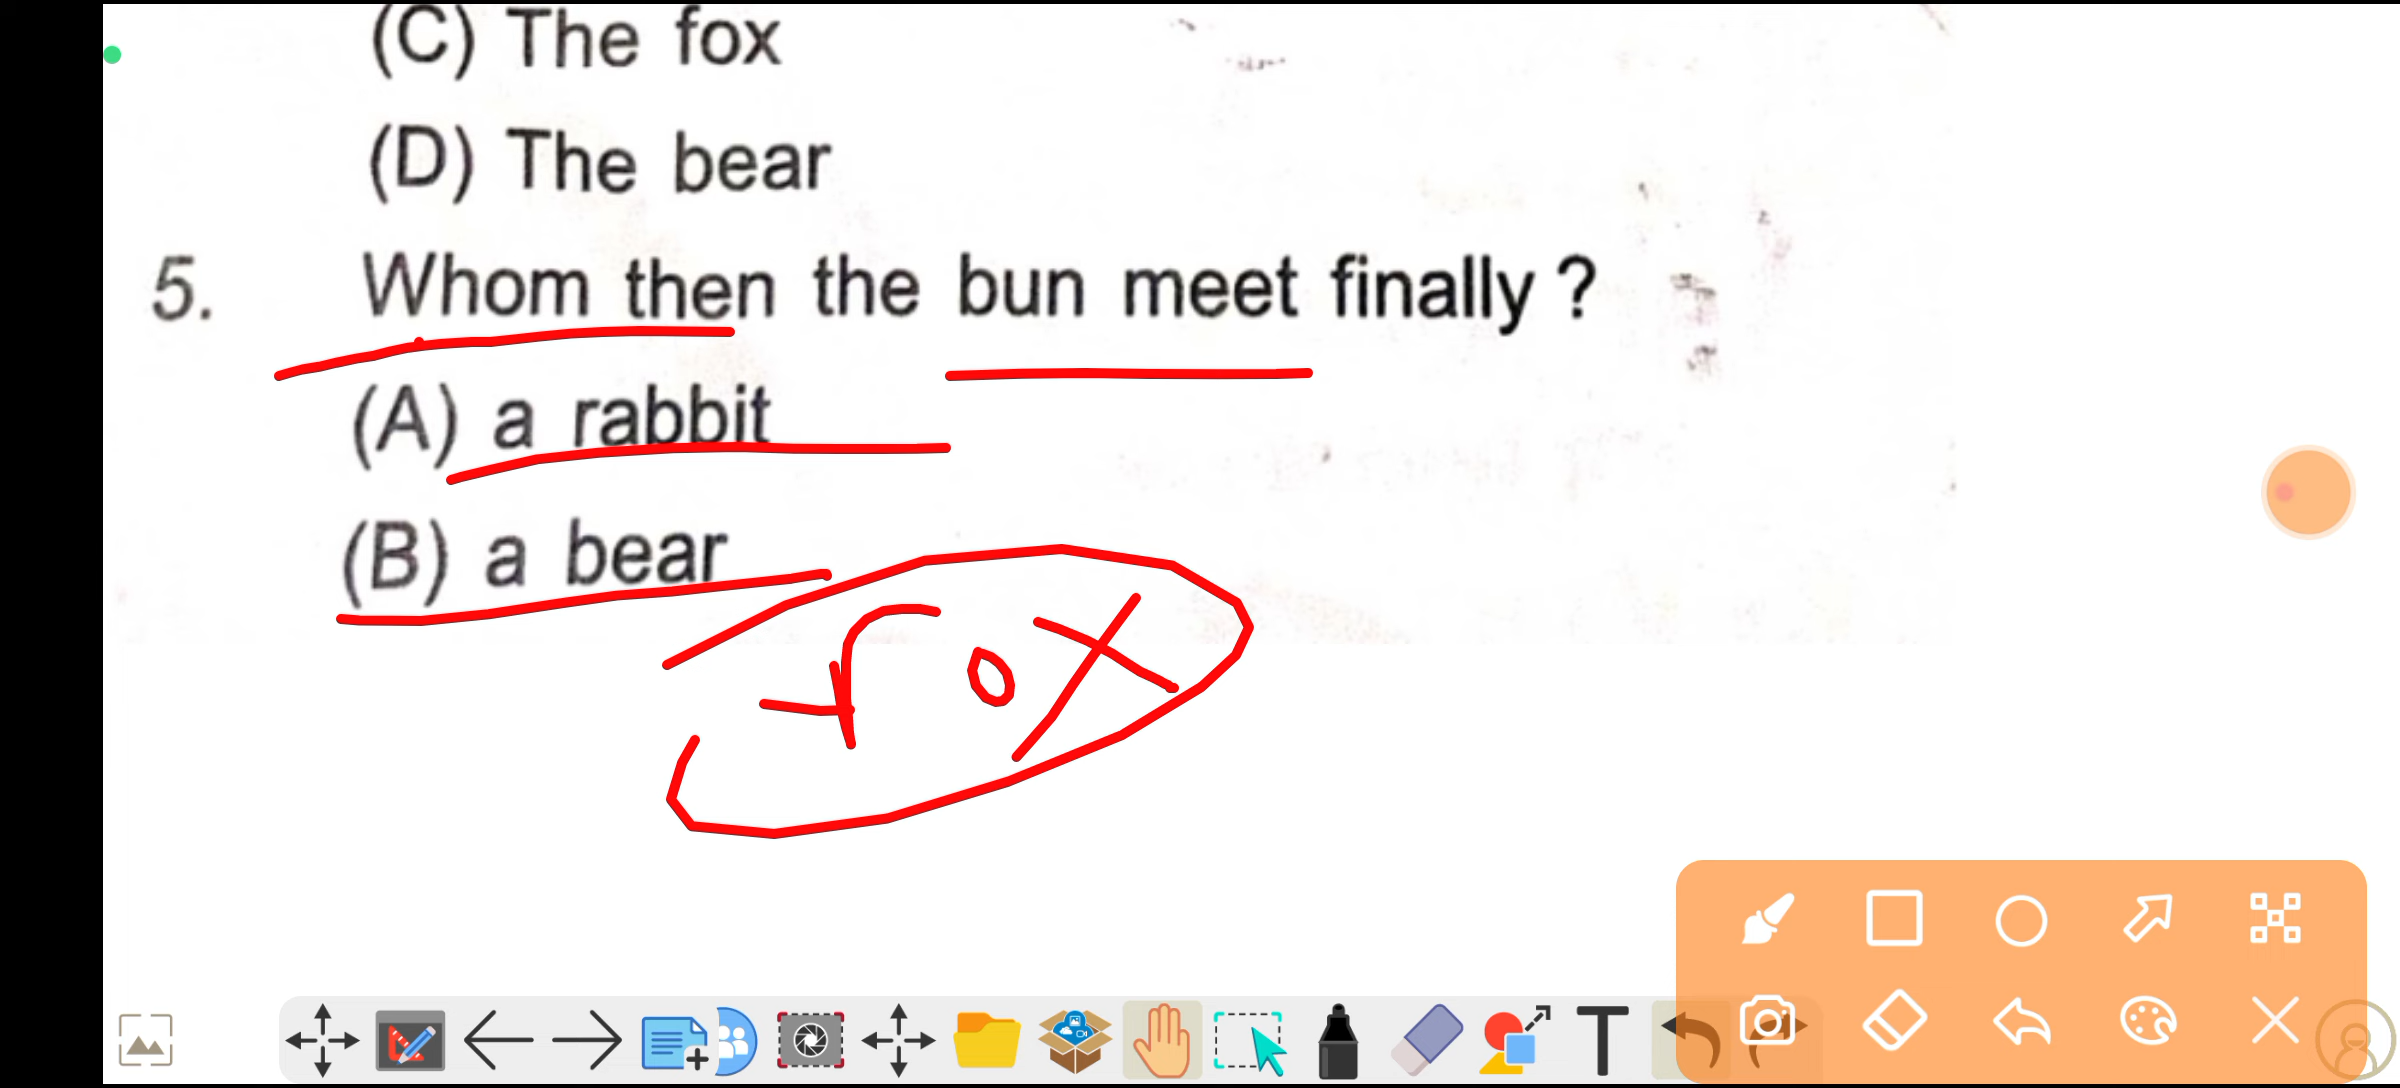 (C) The fox
(D) The bear
5. Whom then the bun meet finally ?
(A) a rabbit
(B) a bear
fox